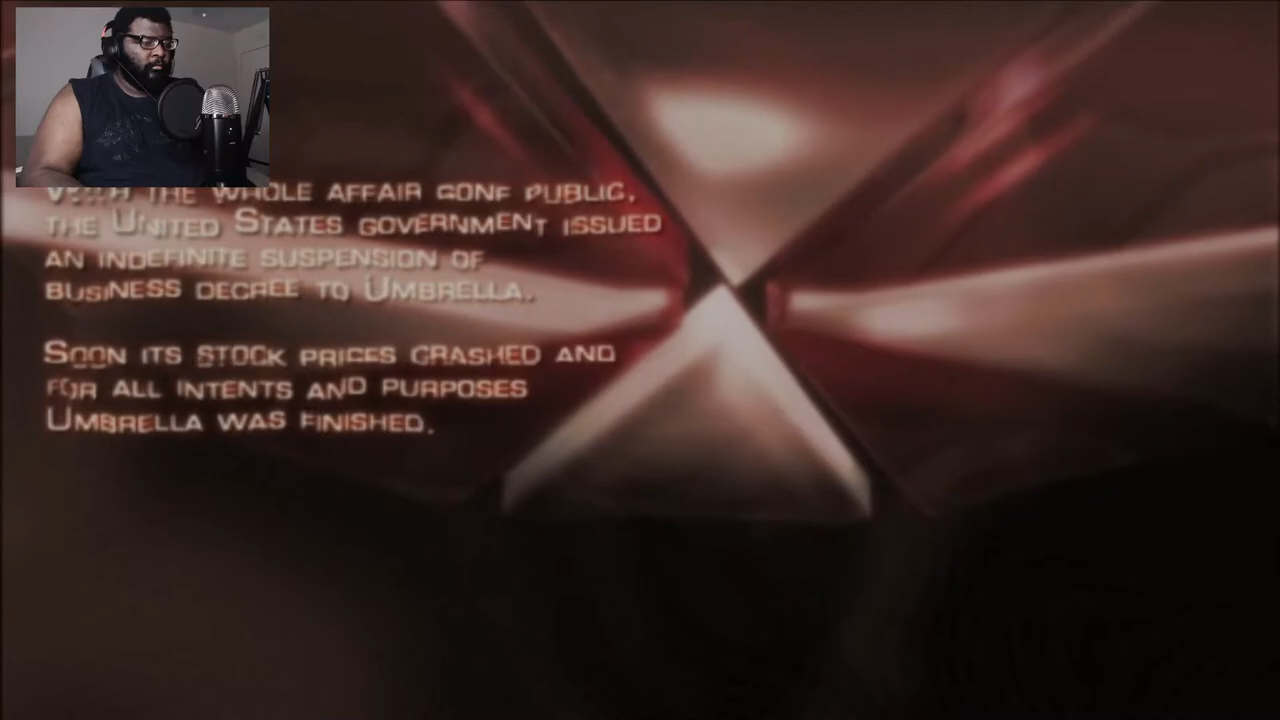 WITH THE WHOLE AFFAIR GONE PUBLIC,
THE UNITED STATES GOVERNMENT ISSUED
AN INDEFINITE SUSPENSION OF
BUSINESS DECREE TO UMBRELLA.
SOON ITS STOCK PRICES CRASHED AND
FOR ALL INTENTS AND PURPOSES
UMBRELLA WAS FINISHED.